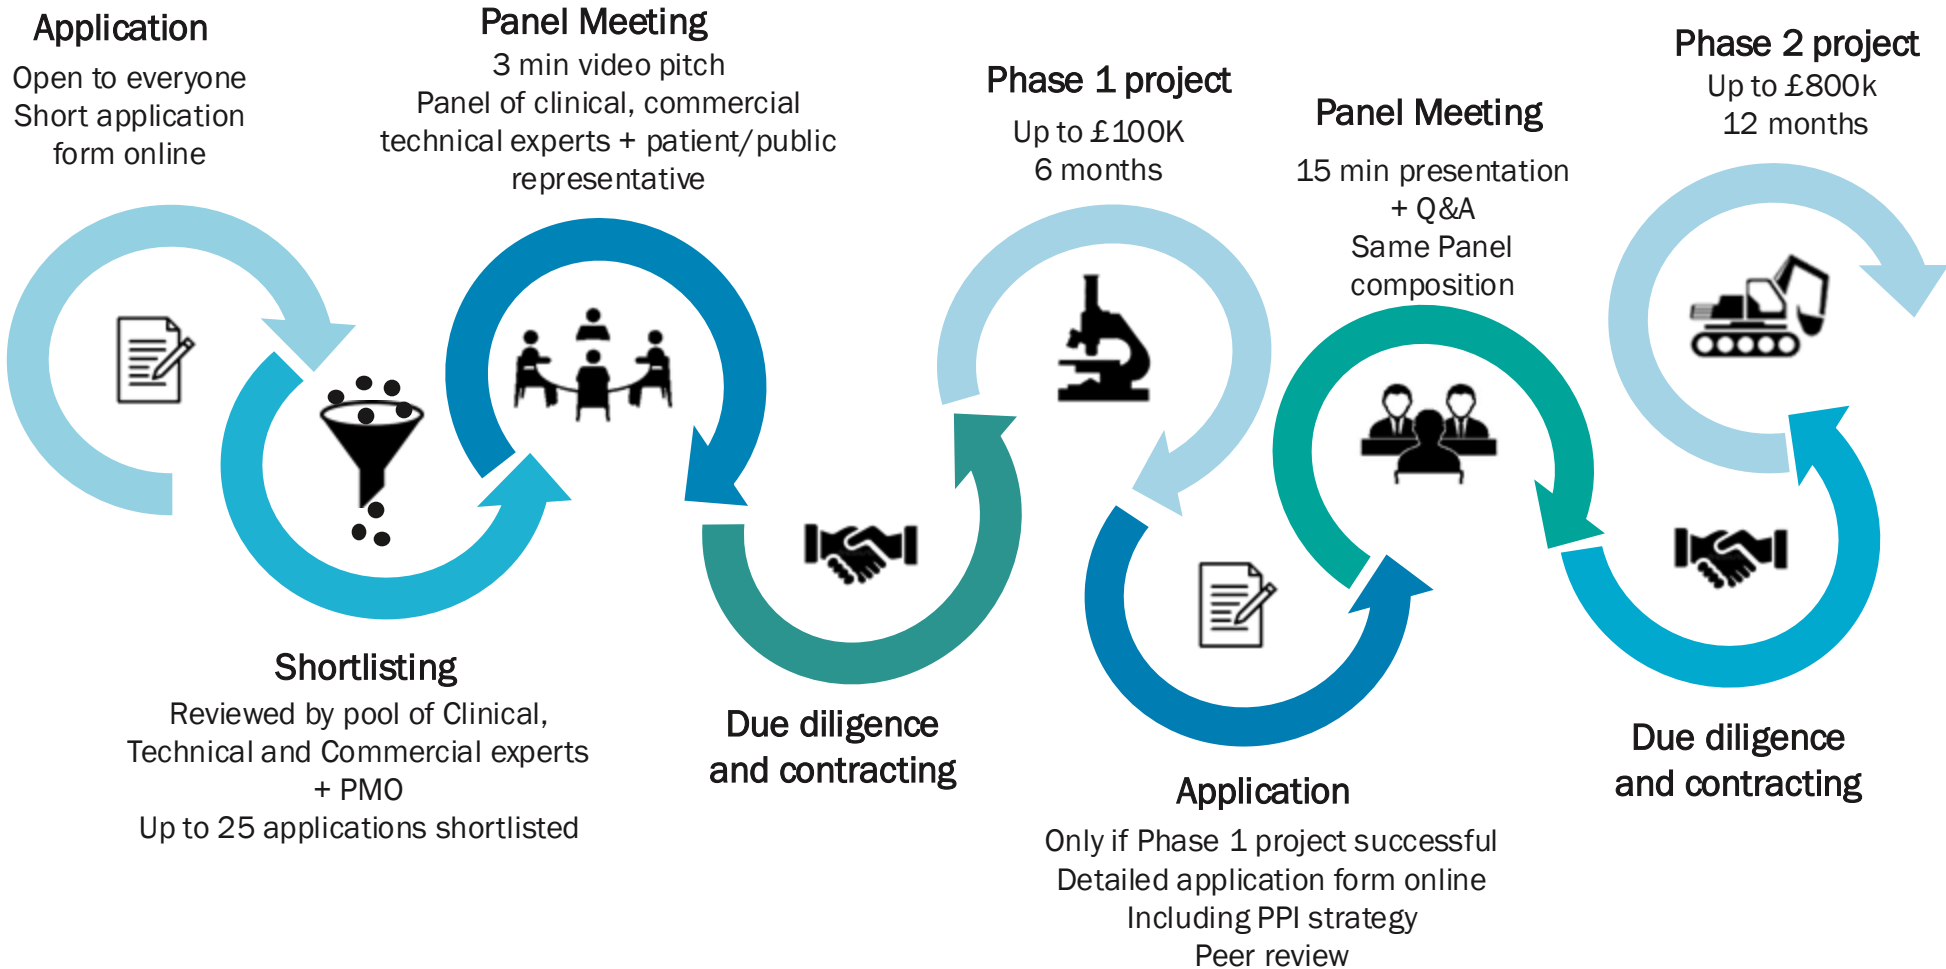 Application
Open to everyone
Short application
form online
Shortlisting
Reviewed by pool of Clinical,
Technical and Commercial experts
+ PMO
Up to 25 applications shortlisted
Panel Meeting
3 min video pitch
Panel of clinical, commercial
technical experts + patient/public
representative
Due diligence
and contracting
Phase 1 project
Up to £100K
6 months
Application
Only if Phase 1 project successful
Detailed application form online
Including PPI strategy
Peer review
Panel Meeting
15 min presentation
+ Q&A
Same Panel
composition
Due diligence
and contracting
Phase 2 project
Up to £800k
12 months